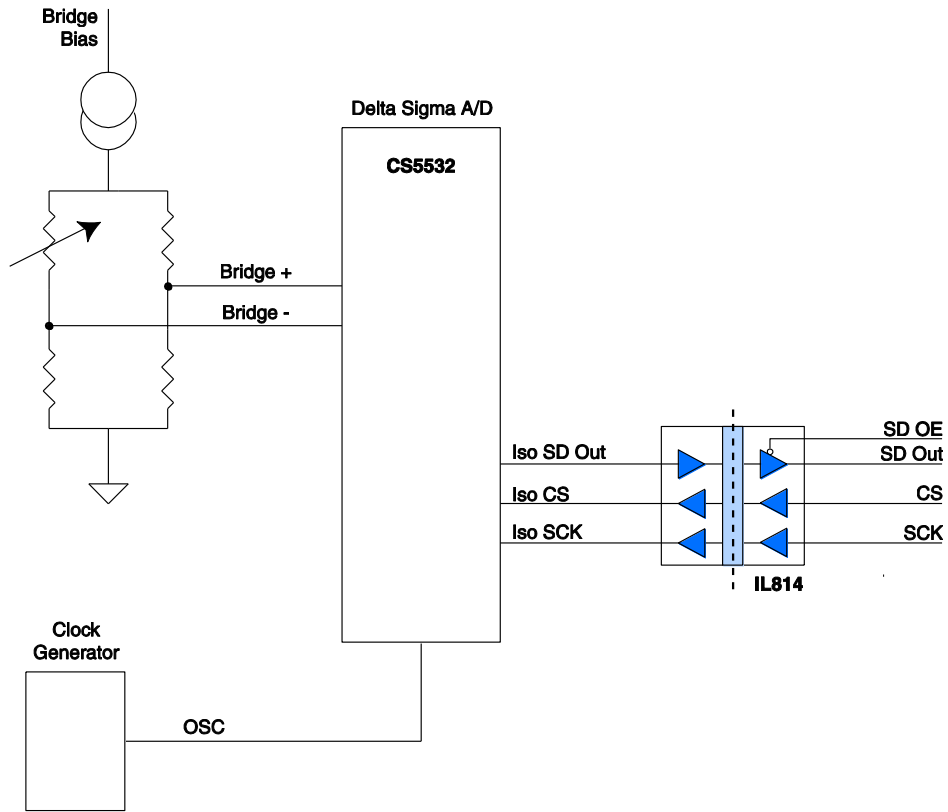 Bridge
Bias
Delta Sigma A/D
CS5532
Bridge +
Bridge -
Iso SD Out
Iso CS
Iso SCK
SD OE
SD Out
CS
SCK
IL814
Clock
Generator
OSC